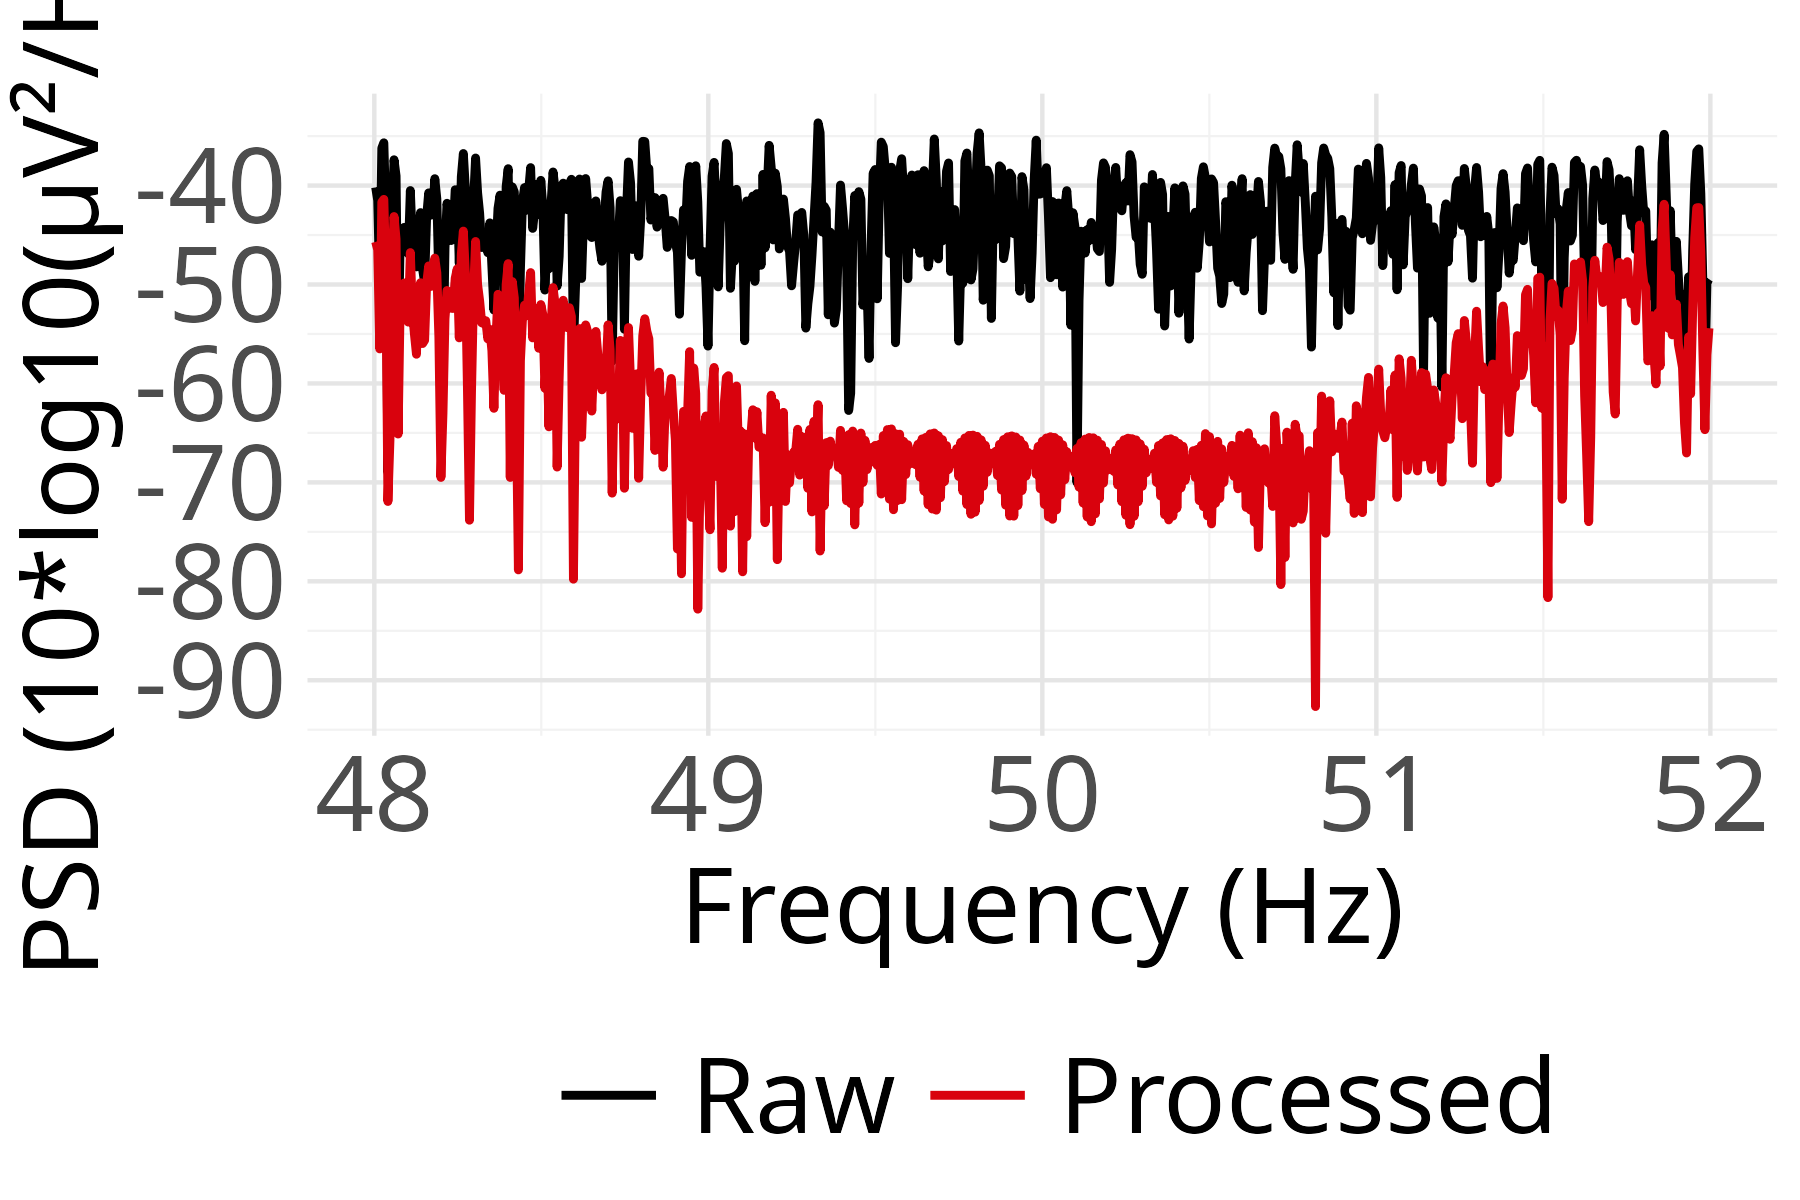 PSD (10*log10(µV²/H
-40
-50
-60
-70
-80
-90
48 49 50 51 52
Frequency (Hz)
Raw Processed